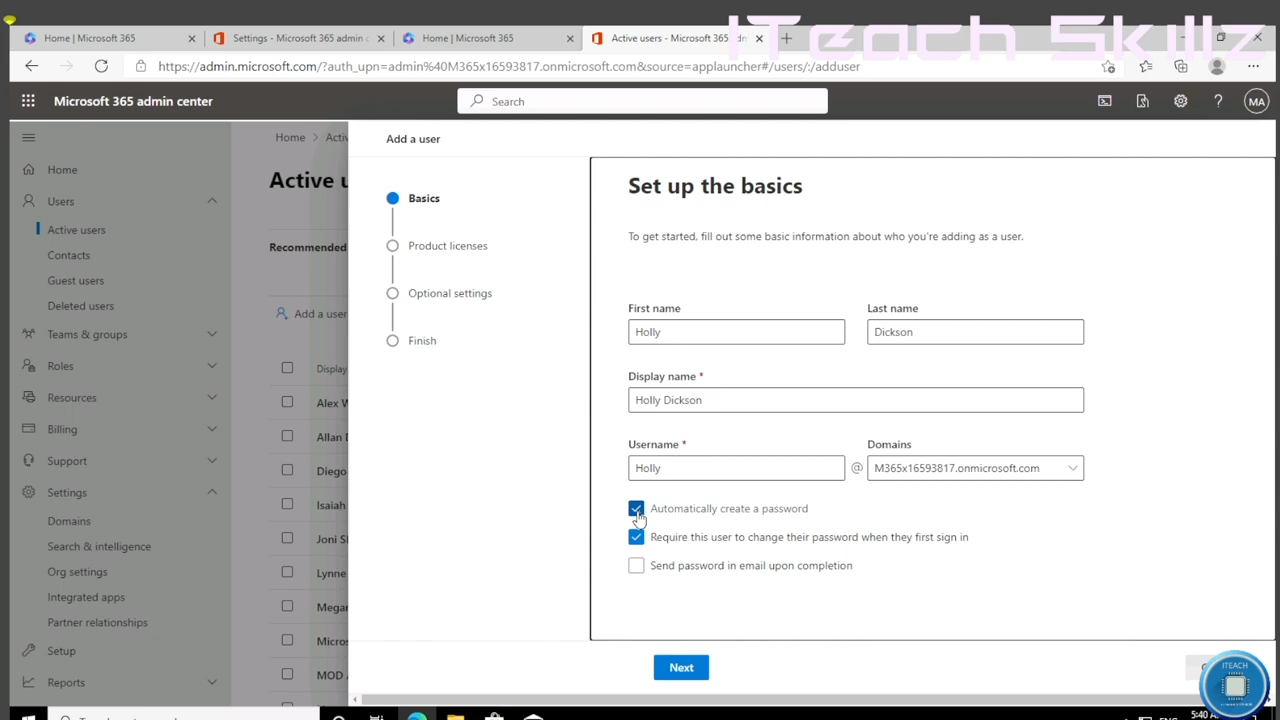 ITeach Skillz
Home | Microsoft 365
Settings - Microsoft 365 admin c
Home | Microsoft 365
Active users - Microsoft 365
https://admin.microsoft.com/?auth_upn=admin%40M365x16593817.onmicrosoft.com&source=applauncher#/users/:/adduser
Microsoft 365 admin center
Search
MA
Home
Users
Active users
Contacts
Guest users
Deleted users
Teams & groups
Roles
Resources
Billing
Support
Settings
Domains
Search & intelligence
Org settings
Integrated apps
Partner relationships
Setup
Reports
Home > Activ
Active u
Recommended
Add a user
Display
Alex W
Allan D
Diego
Isaiah
Joni S
Lynne
Megan
Micros
MOD A
Add a user
Basics
Product licenses
Optional settings
Finish
Set up the basics
To get started, fill out some basic information about who you're adding as a user.
First name
Last name
Holly
Dickson
Display name *
Holly Dickson
Username *
Domains
Holly
@
M365x16593817.onmicrosoft.com
Automatically create a password
Require this user to change their password when they first sign in
Send password in email upon completion
Next
ITEACH
5:40 A